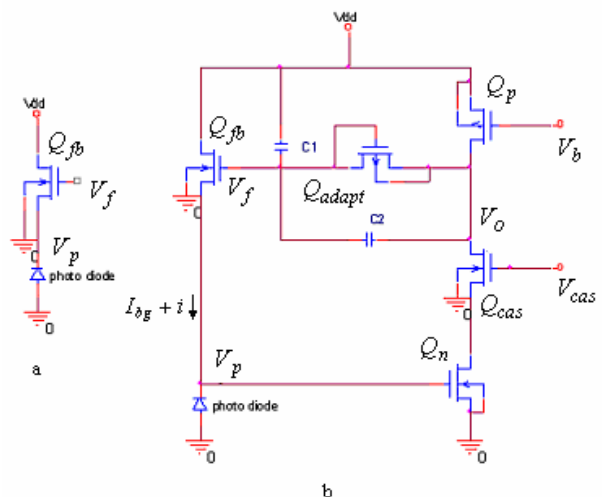 Vdd
Q_p
Vdd
Q_fb
Q_fb
C1
V_b
V_f
V_f
Q_adapt
V_o
0
C2
V_p
0
photo diode
I_bg + i
0
V_cas
Q_cas
0
Q_n
V_p
a
photo diode
0
0
b